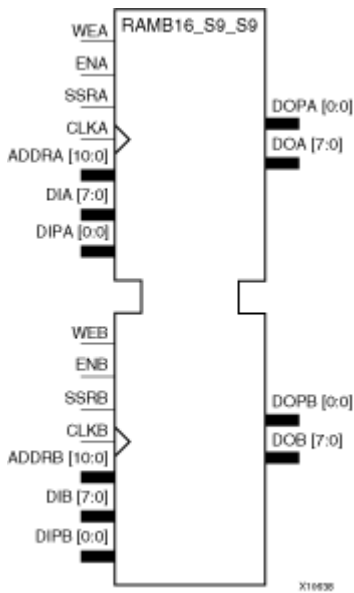 RAMB16_S9_S9
WEA
ENA
SSRA
CLKA
ADDRA [10:0]
DIA [7:0]
DIPA [0:0]
DOPA [0:0]
DOA [7:0]
WEB
ENB
SSRB
CLKB
ADDRB [10:0]
DIB [7:0]
DIPB [0:0]
DOPB [0:0]
DOB [7:0]
X10638